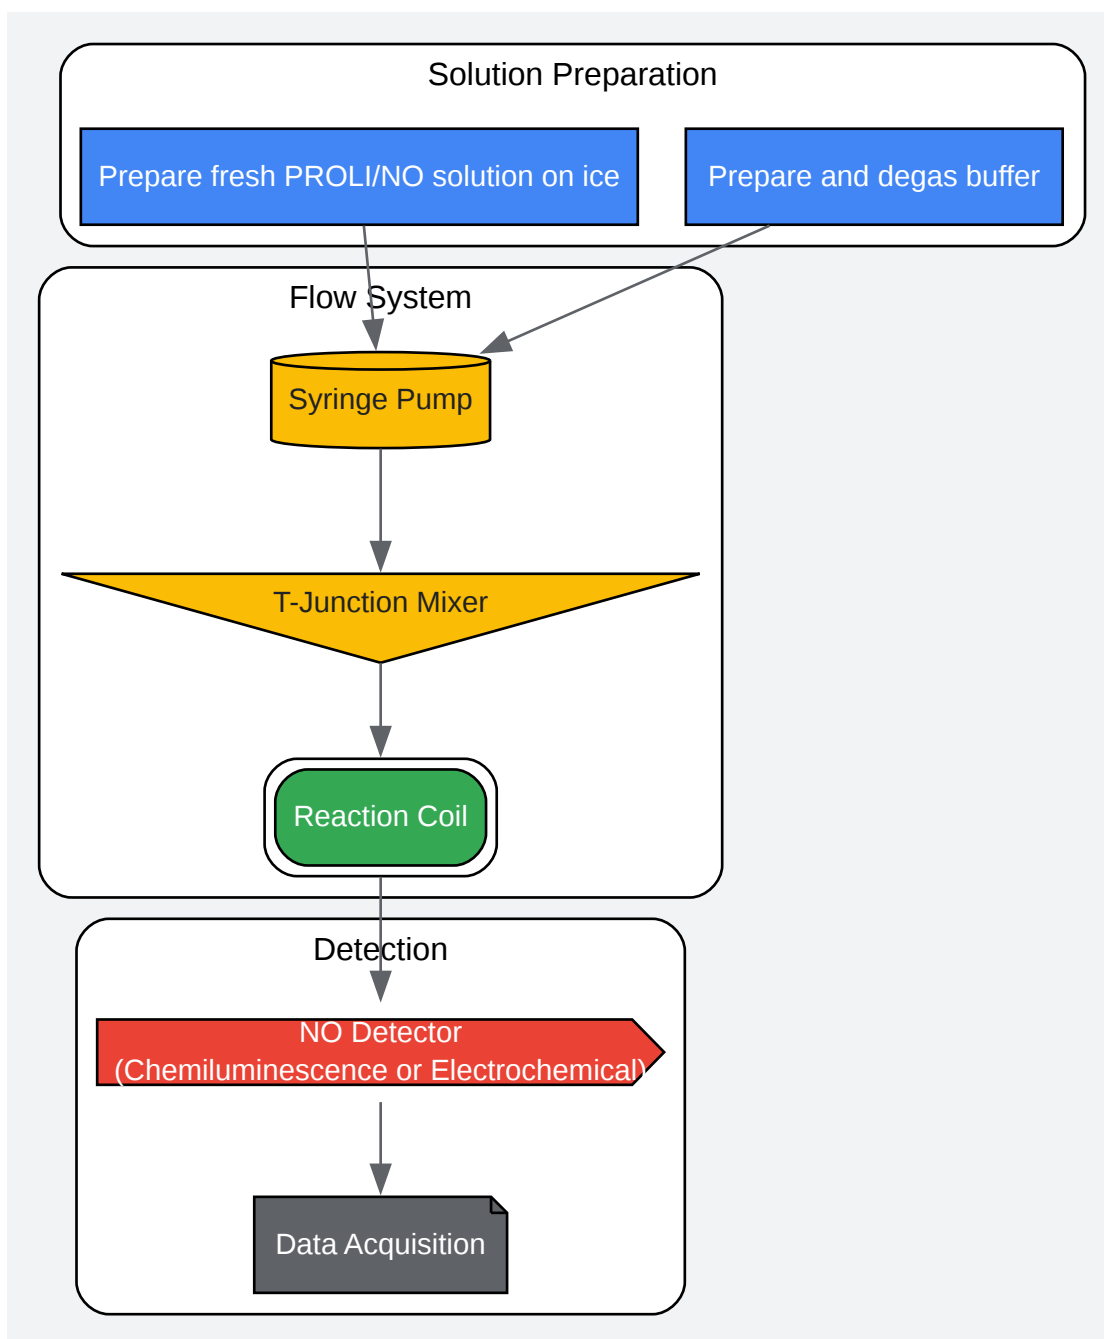 Solution Preparation
Prepare fresh PROLI/NO solution on ice
Prepare and degas buffer
Flow System
Syringe Pump
T-Junction Mixer
Reaction Coil
Detection
NO Detector
(Chemiluminescence or Electrochemical)
Data Acquisition